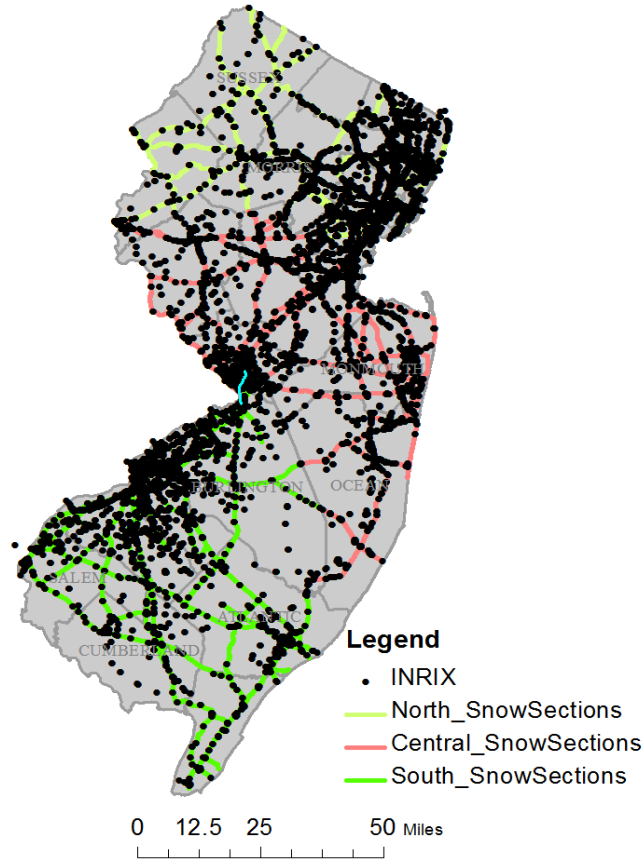 SUSSEX
MORRIS
MONMOUTH
BURLINGTON
OCEAN
SALEM
ATLANTIC
CUMBERLAND
Legend
INRIX
North_SnowSections
Central_SnowSections
South_SnowSections
0 12.5 25 50 Miles